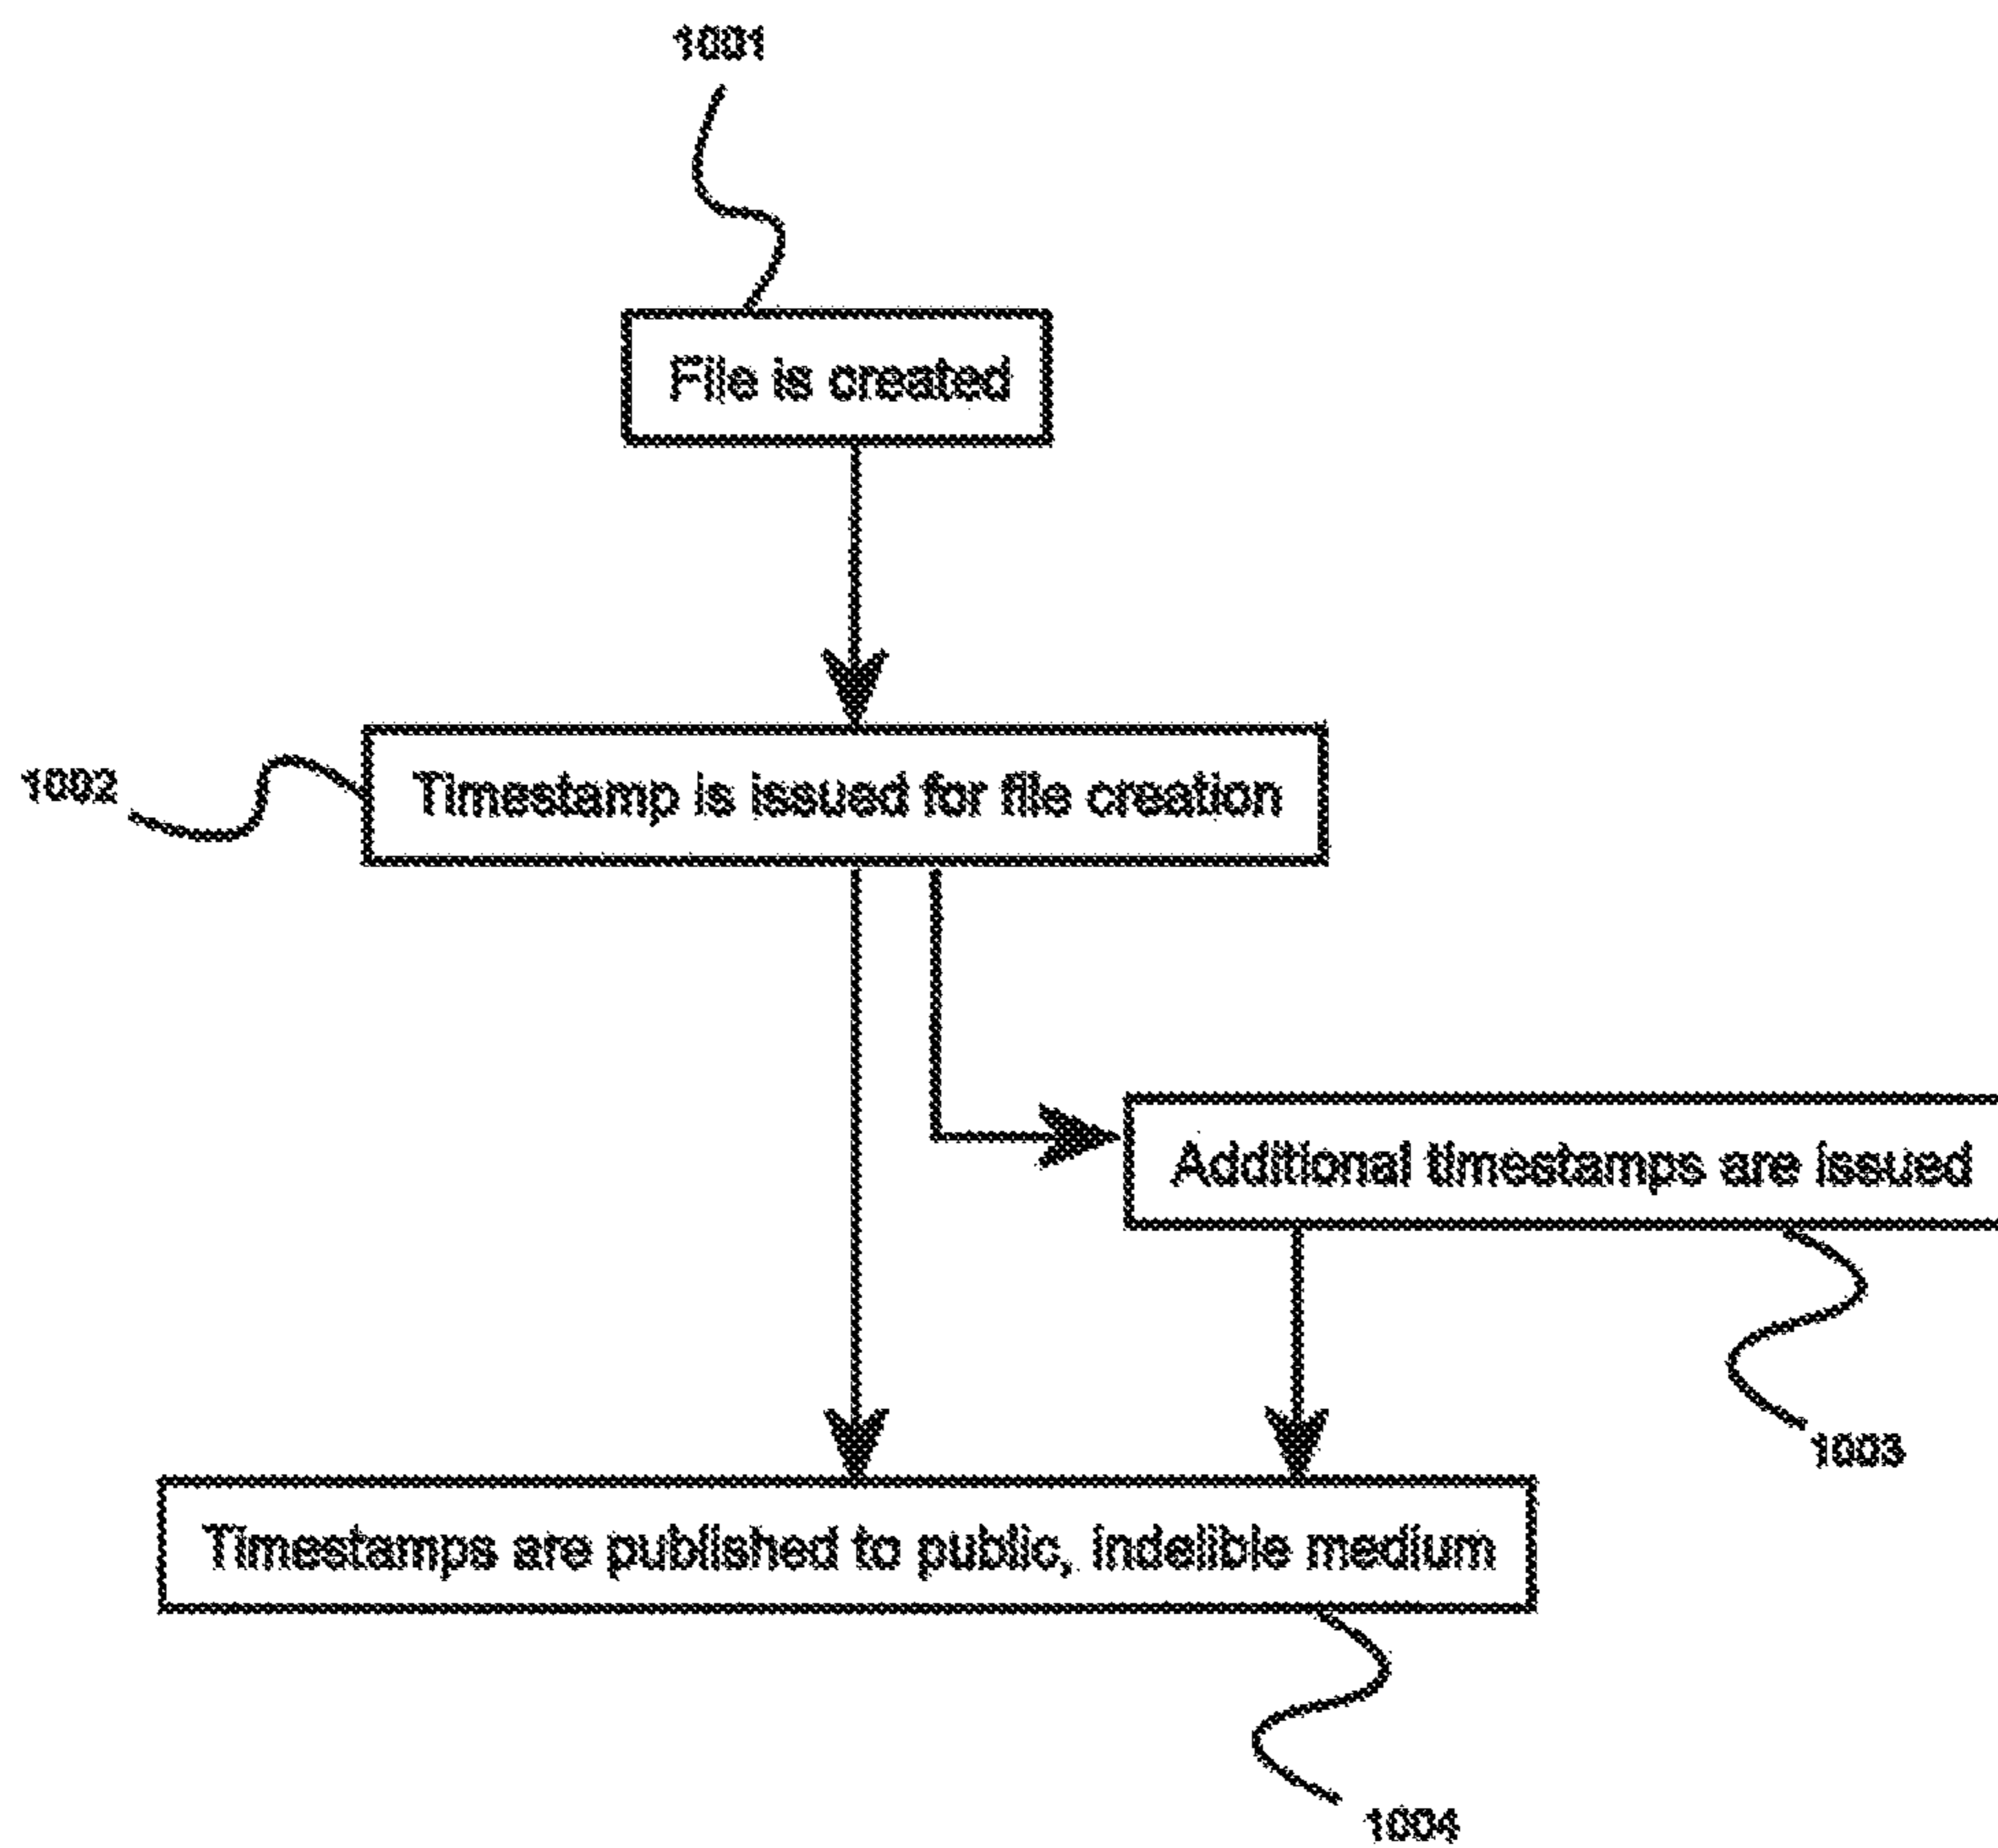 1001
File is created
1002
Timestamp is issued for file creation
Additional timestamps are issued
1003
Timestamps are published to public, indelible medium
1004